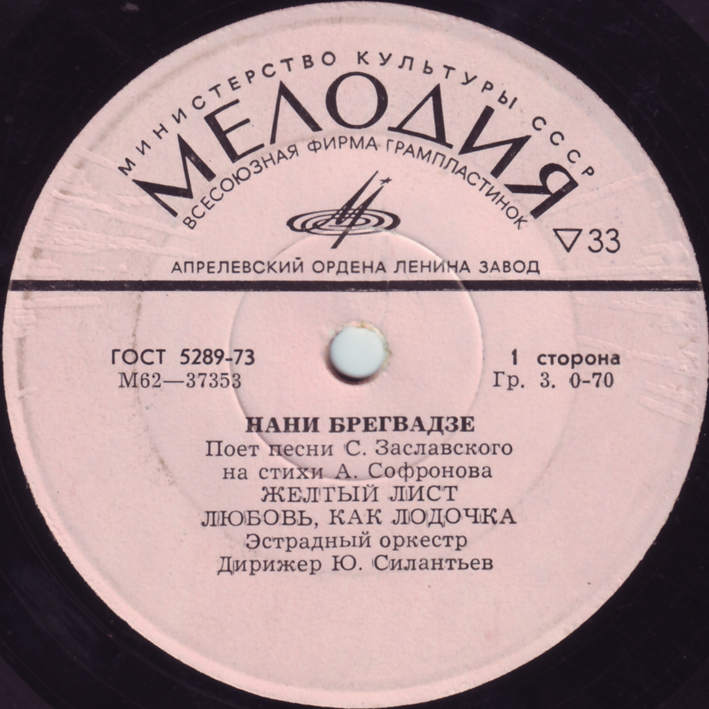 МИНИСТЕРСТВО КУЛЬТУРЫ СССР
МЕЛОДИЯ
ВСЕСОЮЗНАЯ ФИРМА ГРАМПЛАСТИНОК
▽33
АПРЕЛЕВСКИЙ ОРДЕНА ЛЕНИНА ЗАВОД
ГОСТ 5289-73
1 сторона
М62—37353
Гр. 3. 0-70
НАНИ БРЕГВАДЗЕ
Поет песни С. Заславского
на стихи А. Софронова
ЖЕЛТЫЙ ЛИСТ
ЛЮБОВЬ, КАК ЛОДОЧКА
Эстрадный оркестр
Дирижер Ю. Силантьев